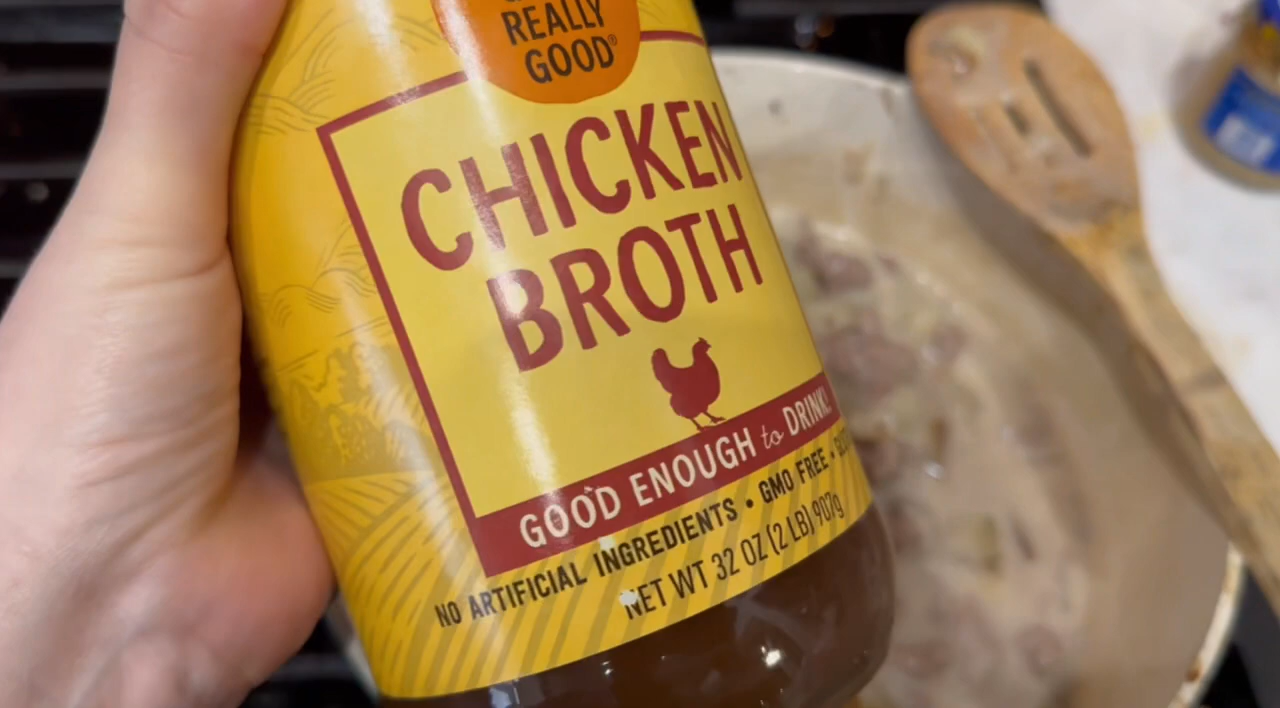 REALLY
GOOD®
CHICKEN
BROTH
GOOD ENOUGH to DRINK!
NO ARTIFICIAL INGREDIENTS • GMO FREE •
NET WT 32 OZ (2 LB) 907g